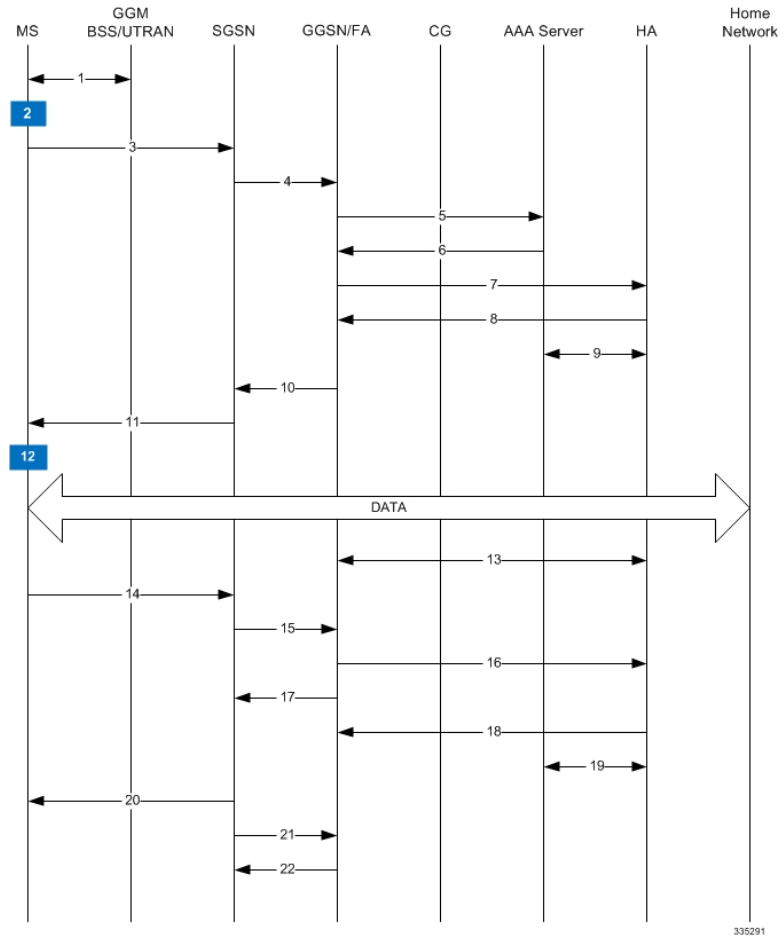 MS
GGM
BSS/UTRAN
SGSN
GGSN/FA
CG
AAA Server
HA
Home
Network
1
2
3
4
5
6
7
8
9
10
11
12
DATA
13
14
15
16
17
18
19
20
21
22
335291